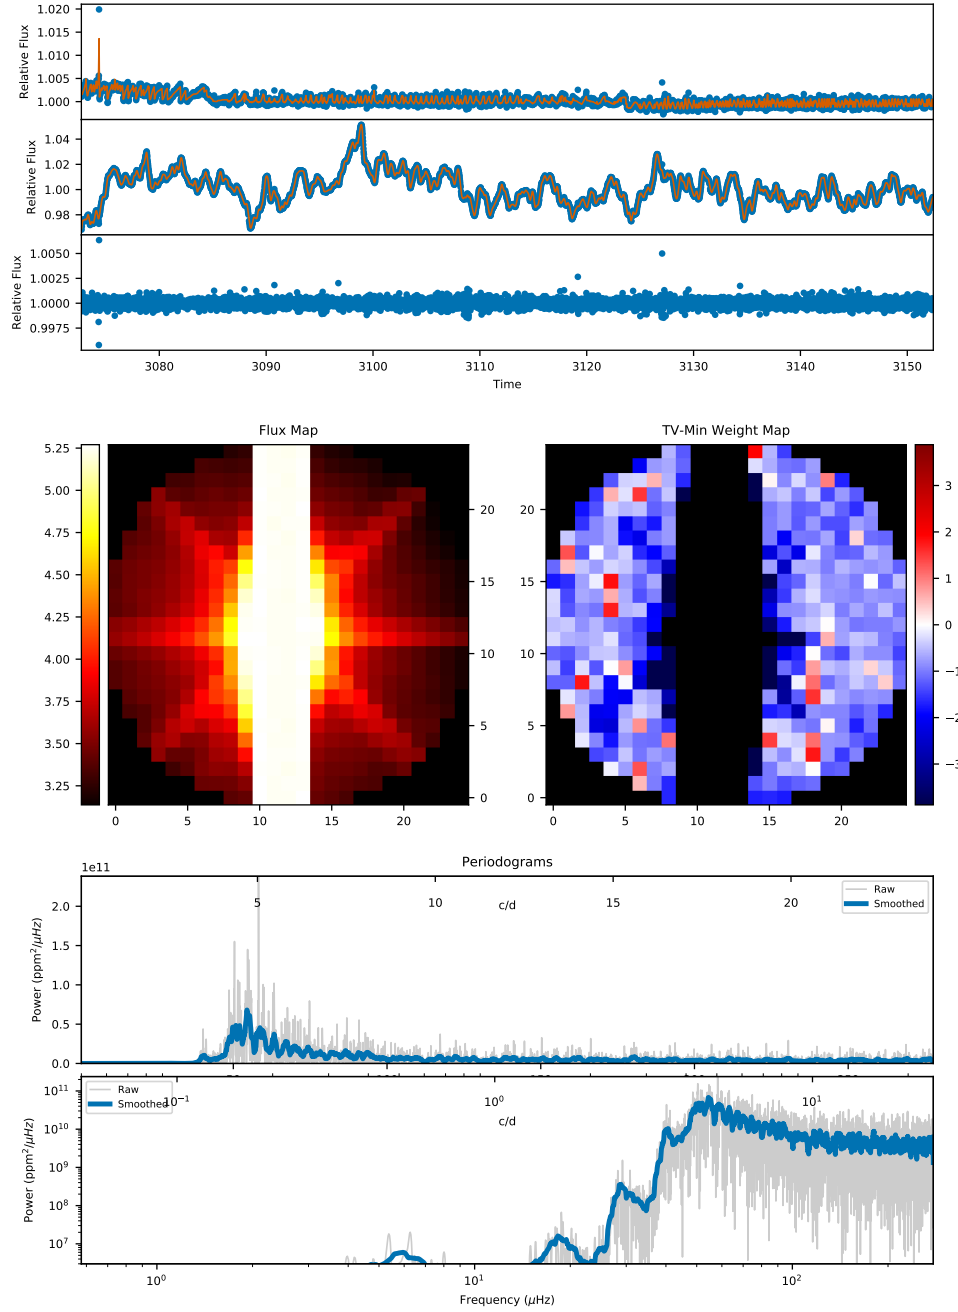 1.020
1.015
1.010
1.005
1.000
Relative Flux
1.04
1.02
1.00
0.98
Relative Flux
1.0050
1.0025
1.0000
0.9975
Relative Flux
3080 3090 3100 3110 3120 3130 3140 3150
Time
Flux Map
5.25
5.00
4.75
4.50
4.25
4.00
3.75
3.50
3.25
20
15
10
5
0
0 5 10 15 20
TV-Min Weight Map
20
15
10
5
0
0 5 10 15 20
3
2
1
0
−1
−2
−3
Periodograms
1e11
5 10 15 20
c/d
Raw
Smoothed
2.0
1.5
1.0
0.5
0.0
Power (ppm²/μHz)
Raw
Smoothed
10⁻¹ 10⁰ 10¹
c/d
10¹¹
10¹⁰
10⁹
10⁸
10⁷
Power (ppm²/μHz)
10⁰ 10¹ 10²
Frequency (μHz)